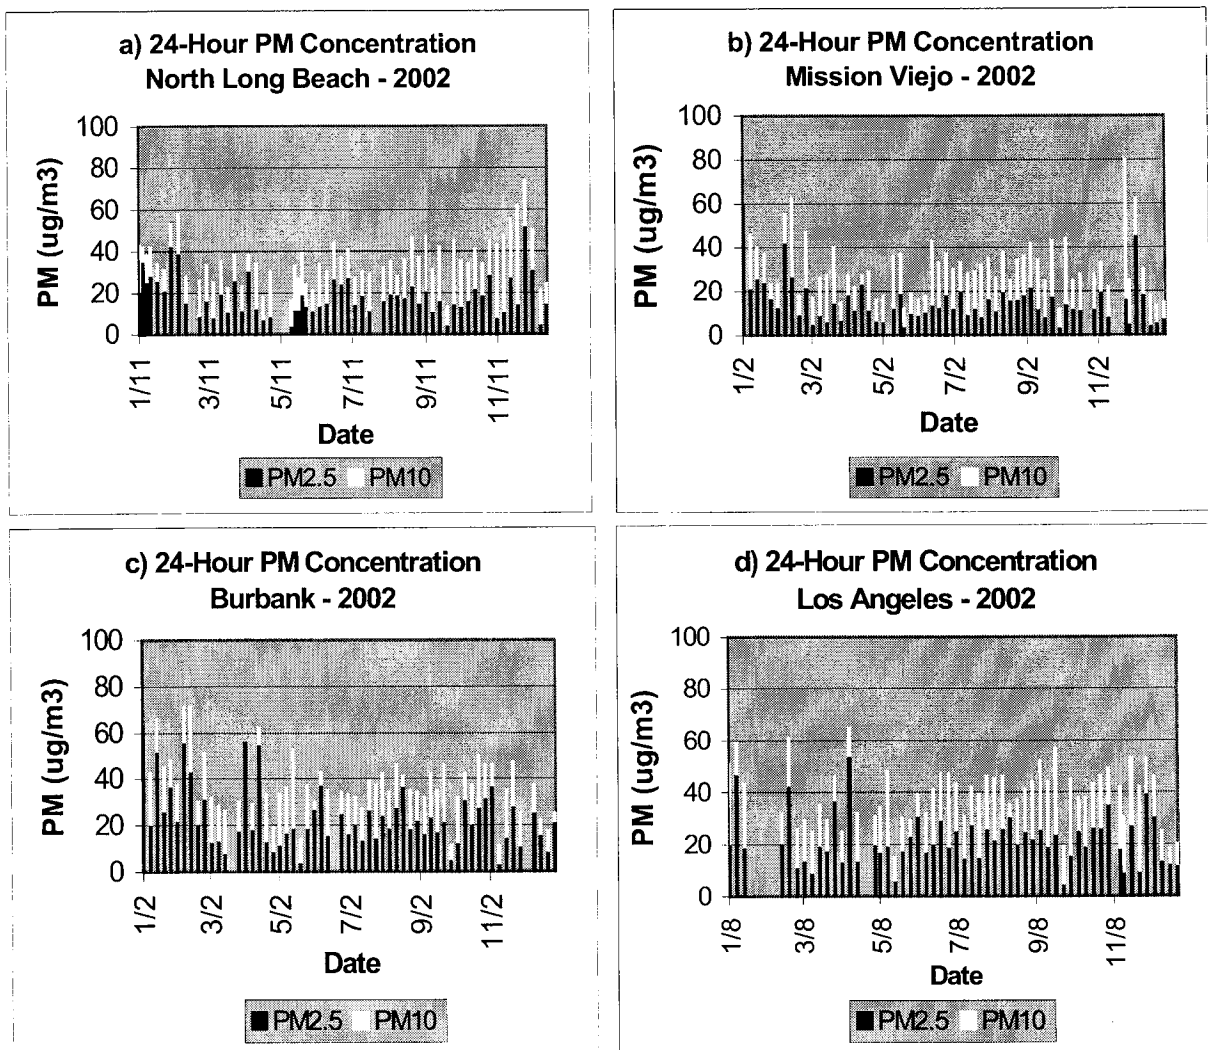 a) 24-Hour PM Concentration
North Long Beach - 2002
100
80
60
40
20
0
PM (ug/m3)
1/11
3/11
5/11
7/11
9/11
11/11
Date
PM2.5 PM10
b) 24-Hour PM Concentration
Mission Viejo - 2002
100
80
60
40
20
0
PM (ug/m3)
1/2
3/2
5/2
7/2
9/2
11/2
Date
PM2.5 PM10
c) 24-Hour PM Concentration
Burbank - 2002
100
80
60
40
20
0
PM (ug/m3)
1/2
3/2
5/2
7/2
9/2
11/2
Date
PM2.5 PM10
d) 24-Hour PM Concentration
Los Angeles - 2002
100
80
60
40
20
0
PM (ug/m3)
1/8
3/8
5/8
7/8
9/8
11/8
Date
PM2.5 PM10